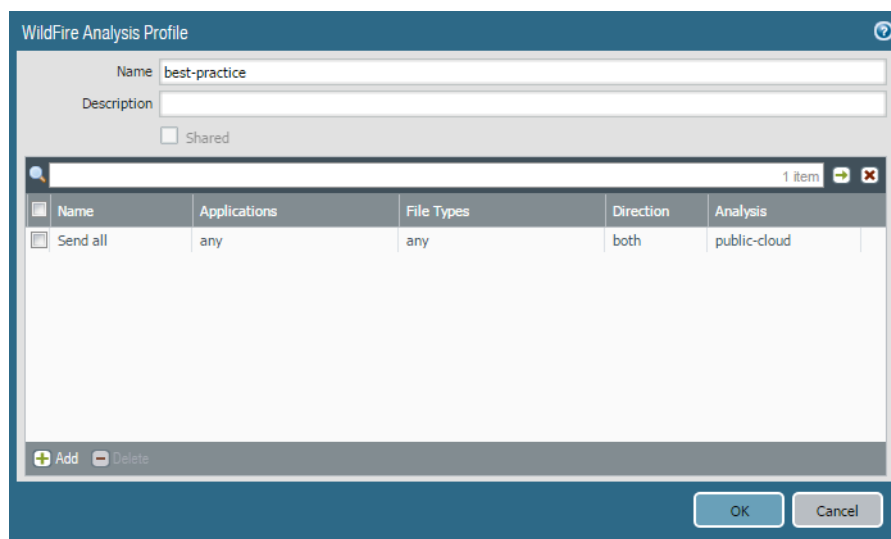 WildFire Analysis Profile
Name best-practice
Description
Shared
1 item
Name Applications File Types Direction Analysis
Send all any any both public-cloud
Add Delete
OK Cancel